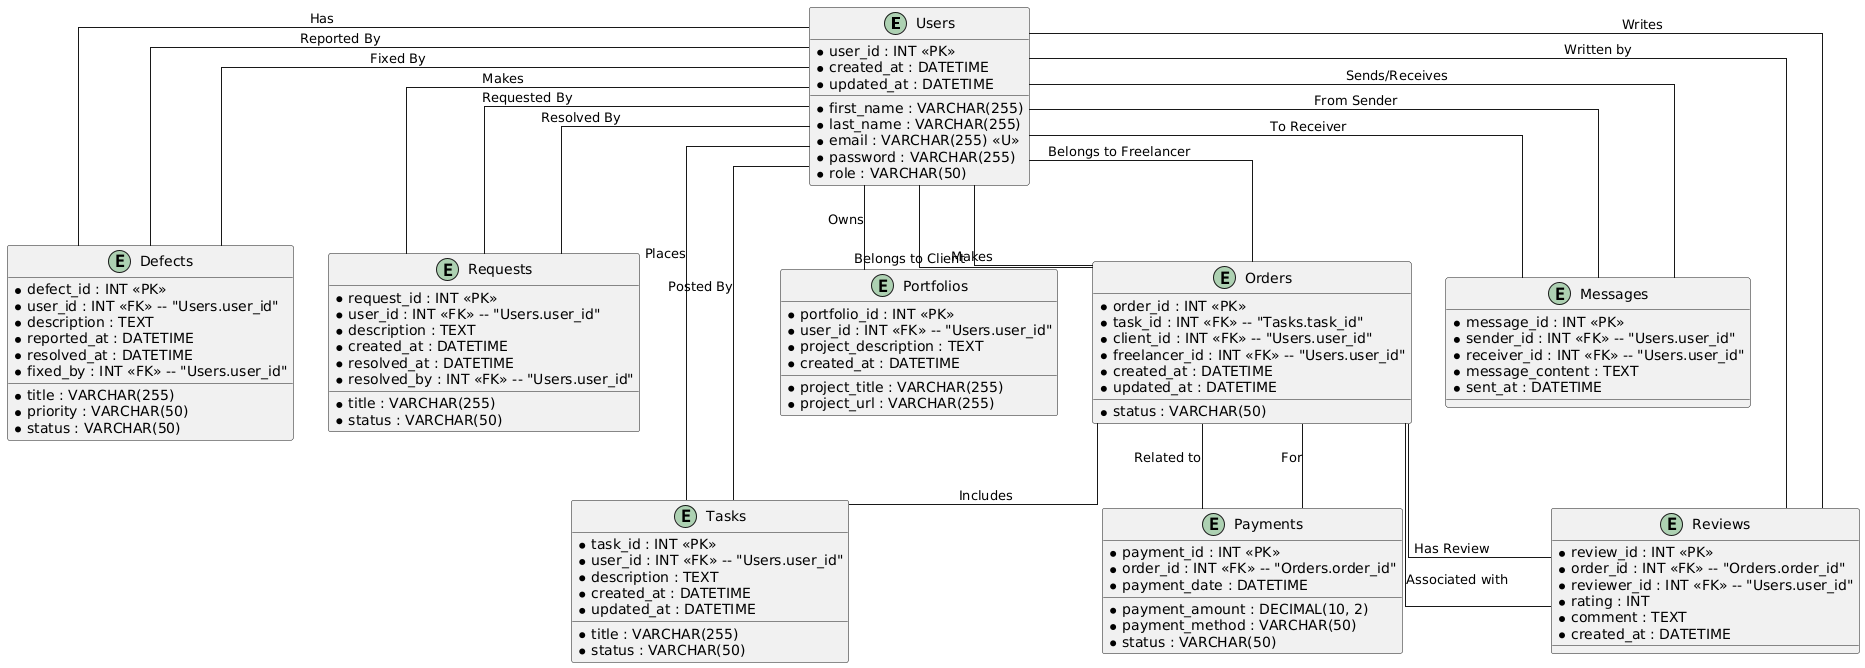 Has
Reported By
Fixed By
Makes
Requested By
Resolved By
E Users
user_id : INT «PK»
created_at : DATETIME
updated_at : DATETIME
first_name : VARCHAR(255)
last_name : VARCHAR(255)
email : VARCHAR(255) «U»
password : VARCHAR(255)
role : VARCHAR(50)
Writes
Written by
Sends/Receives
From Sender
To Receiver
Belongs to Freelancer
Owns
Places
Belongs to Client
Makes
Posted By
E Defects
defect_id : INT «PK»
user_id : INT «FK» -- "Users.user_id"
description : TEXT
reported_at : DATETIME
resolved_at : DATETIME
fixed_by : INT «FK» -- "Users.user_id"
title : VARCHAR(255)
priority : VARCHAR(50)
status : VARCHAR(50)
E Requests
request_id : INT «PK»
user_id : INT «FK» -- "Users.user_id"
description : TEXT
created_at : DATETIME
resolved_at : DATETIME
resolved_by : INT «FK» -- "Users.user_id"
title : VARCHAR(255)
status : VARCHAR(50)
E Portfolios
portfolio_id : INT «PK»
user_id : INT «FK» -- "Users.user_id"
project_description : TEXT
created_at : DATETIME
project_title : VARCHAR(255)
project_url : VARCHAR(255)
E Orders
order_id : INT «PK»
task_id : INT «FK» -- "Tasks.task_id"
client_id : INT «FK» -- "Users.user_id"
freelancer_id : INT «FK» -- "Users.user_id"
created_at : DATETIME
updated_at : DATETIME
status : VARCHAR(50)
E Messages
message_id : INT «PK»
sender_id : INT «FK» -- "Users.user_id"
receiver_id : INT «FK» -- "Users.user_id"
message_content : TEXT
sent_at : DATETIME
Related to
For
Includes
Has Review
Associated with
E Tasks
task_id : INT «PK»
user_id : INT «FK» -- "Users.user_id"
description : TEXT
created_at : DATETIME
updated_at : DATETIME
title : VARCHAR(255)
status : VARCHAR(50)
E Payments
payment_id : INT «PK»
order_id : INT «FK» -- "Orders.order_id"
payment_date : DATETIME
payment_amount : DECIMAL(10, 2)
payment_method : VARCHAR(50)
status : VARCHAR(50)
E Reviews
review_id : INT «PK»
order_id : INT «FK» -- "Orders.order_id"
reviewer_id : INT «FK» -- "Users.user_id"
rating : INT
comment : TEXT
created_at : DATETIME